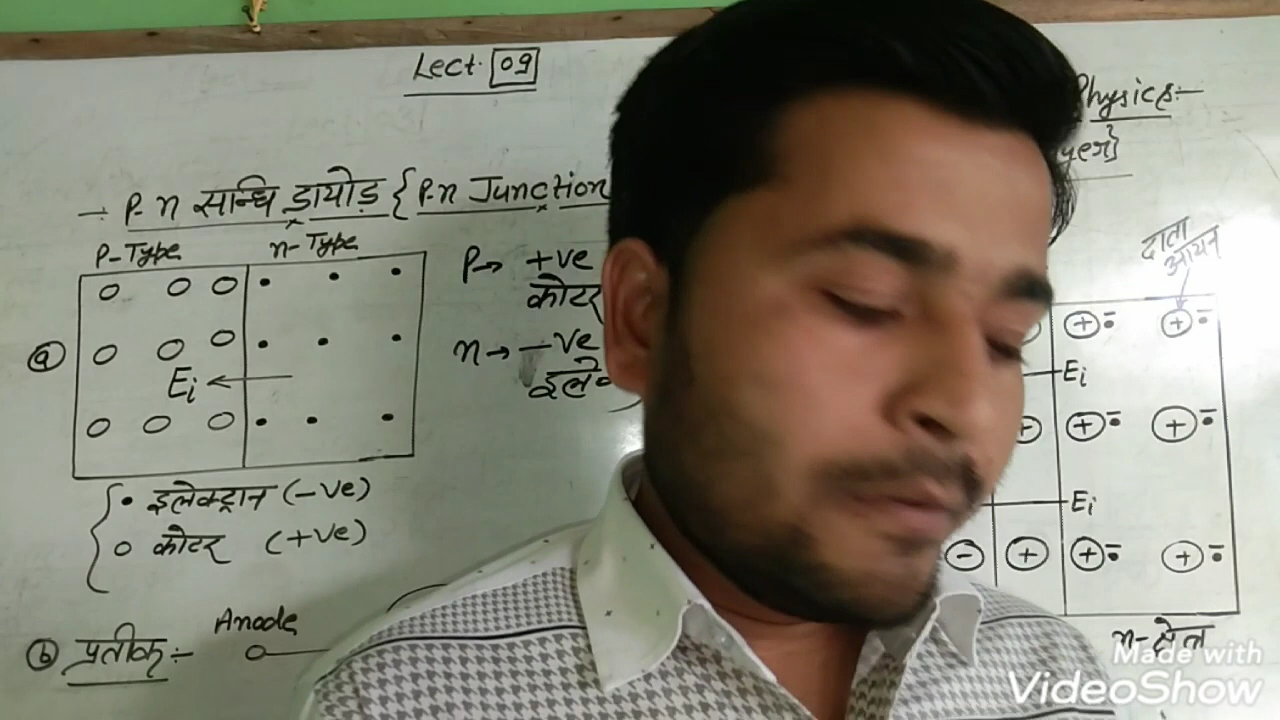 Lect. 09
Physics:-
→ P-n सन्धि डायोड { P-n Junction
P-Type n-Type
P→ +ve
कोटर
n→ -ve
(a)
Ei
दाता
आयन
Ei
Ei
• इलेक्ट्रान (-ve)
o कोटर (+ve)
Anode
(b) प्रतीक :-
n-क्षेत्र
Made with
VideoShow